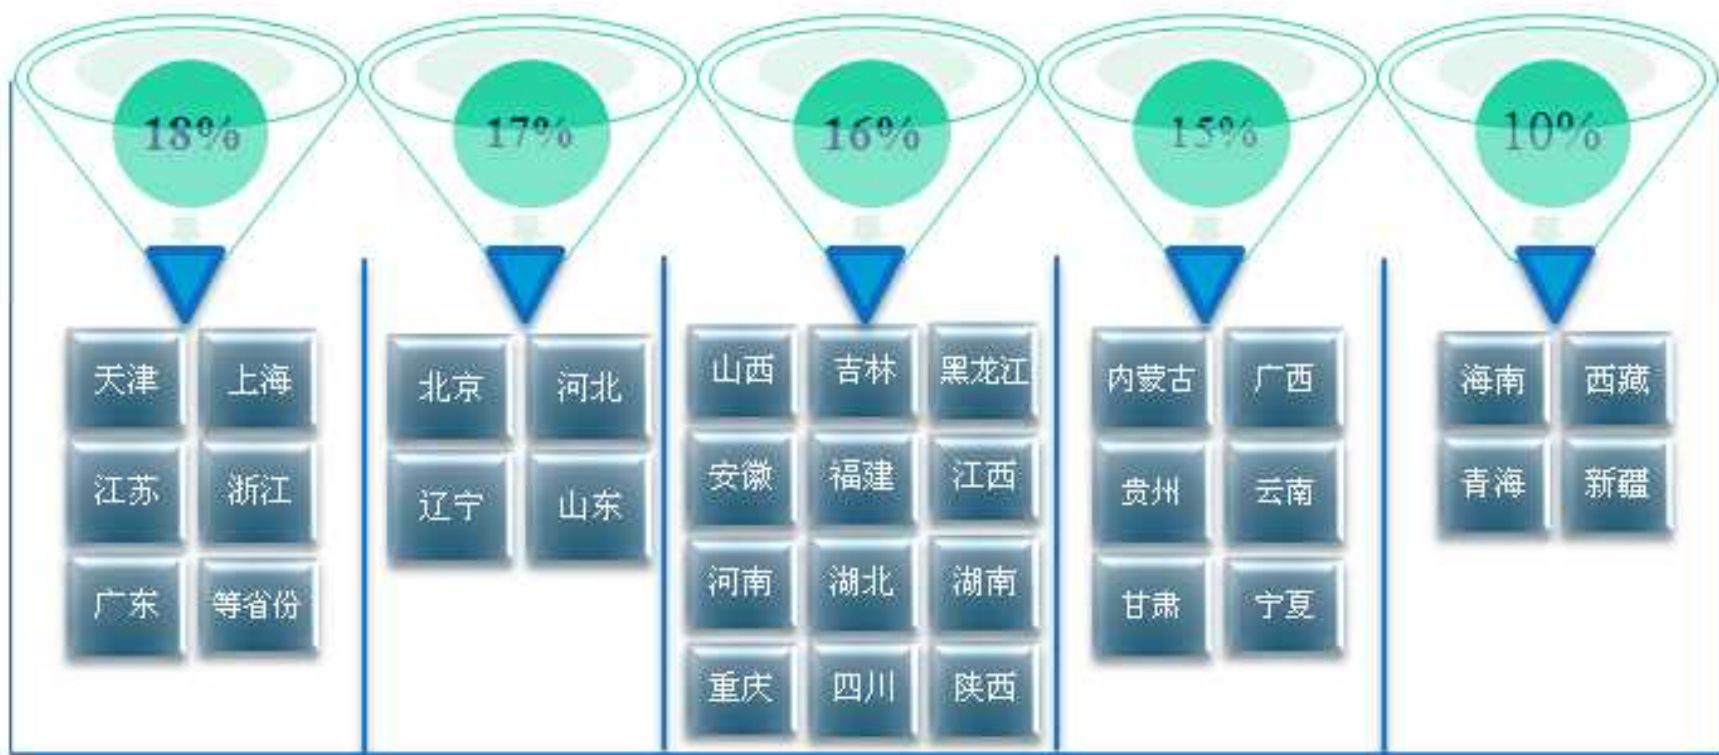 18% 17% 16% 15% 10%
天津 上海
江苏 浙江
广东 等省份
北京 河北
辽宁 山东
山西 吉林 黑龙江
安徽 福建 江西
河南 湖北 湖南
重庆 四川 陕西
内蒙古 广西
贵州 云南
甘肃 宁夏
海南 西藏
青海 新疆